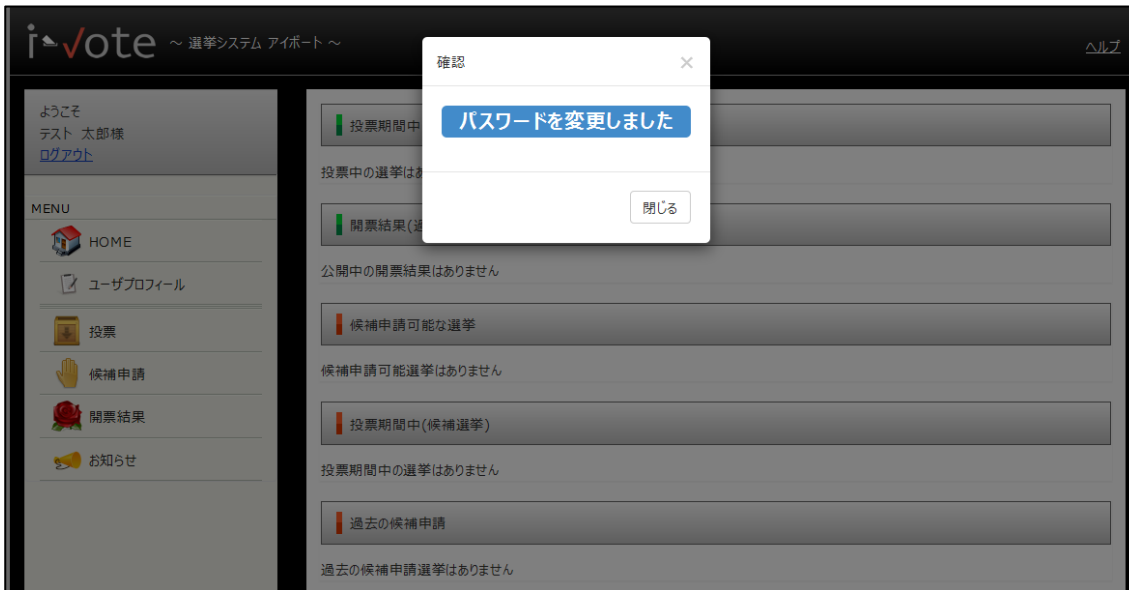 i-Vote ～ 選挙システム アイボート ～
ヘルプ
確認
×
パスワードを変更しました
閉じる
ようこそ
テスト 太郎様
ログアウト
MENU
HOME
ユーザプロフィール
投票
候補申請
開票結果
お知らせ
投票期間中
投票中の選挙は
開票結果(
公開中の開票結果はありません
候補申請可能な選挙
候補申請可能選挙はありません
投票期間中(候補選挙)
投票期間中の選挙はありません
過去の候補申請
過去の候補申請選挙はありません